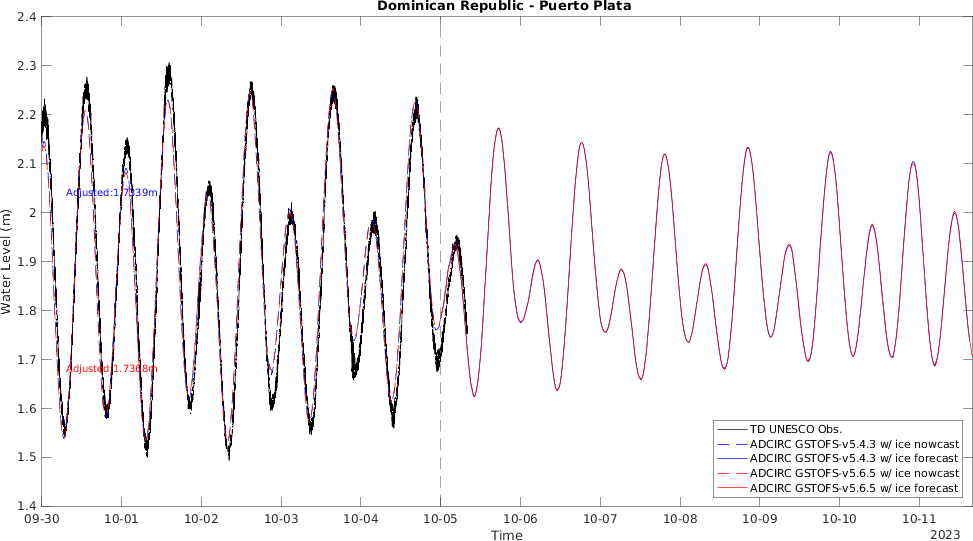 Dominican Republic - Puerto Plata
2.4
2.3
2.2
2.1
2
1.9
1.8
1.7
1.6
1.5
1.4
Water Level (m)
Adjusted:1.7339m
Adjusted:1.7368m
TD UNESCO Obs.
ADCIRC GSTOFS-v5.4.3 w/ ice nowcast
ADCIRC GSTOFS-v5.4.3 w/ ice forecast
ADCIRC GSTOFS-v5.6.5 w/ ice nowcast
ADCIRC GSTOFS-v5.6.5 w/ ice forecast
09-30 10-01 10-02 10-03 10-04 10-05 10-06 10-07 10-08 10-09 10-10 10-11
Time
2023